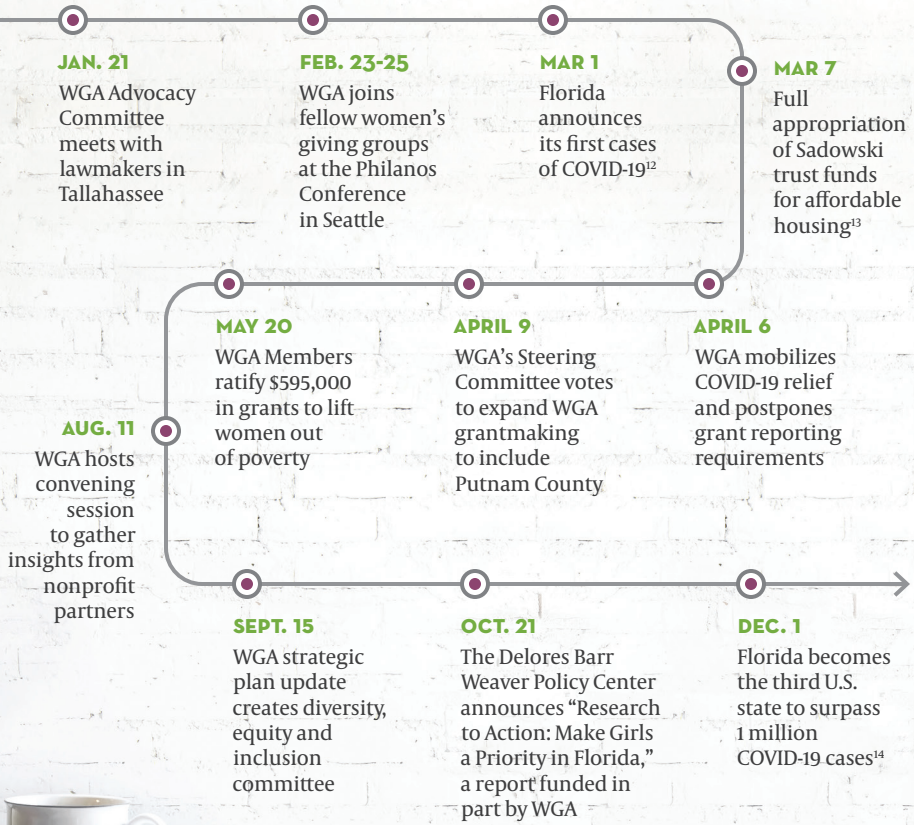 JAN. 21
WGA Advocacy
Committee
meets with
lawmakers in
Tallahassee
FEB. 23-25
WGA joins
fellow women’s
giving groups
at the Philanos
Conference
in Seattle
MAR 1
Florida
announces
its first cases
of COVID-19¹²
MAR 7
Full
appropriation
of Sadowski
trust funds
for affordable
housing¹³
APRIL 6
WGA mobilizes
COVID-19 relief
and postpones
grant reporting
requirements
APRIL 9
WGA’s Steering
Committee votes
to expand WGA
grantmaking
to include
Putnam County
MAY 20
WGA Members
ratify $595,000
in grants to lift
women out
of poverty
AUG. 11
WGA hosts
convening
session
to gather
insights from
nonprofit
partners
SEPT. 15
WGA strategic
plan update
creates diversity,
equity and
inclusion
committee
OCT. 21
The Delores Barr
Weaver Policy Center
announces “Research
to Action: Make Girls
a Priority in Florida,”
a report funded in
part by WGA
DEC. 1
Florida becomes
the third U.S.
state to surpass
1 million
COVID-19 cases¹⁴